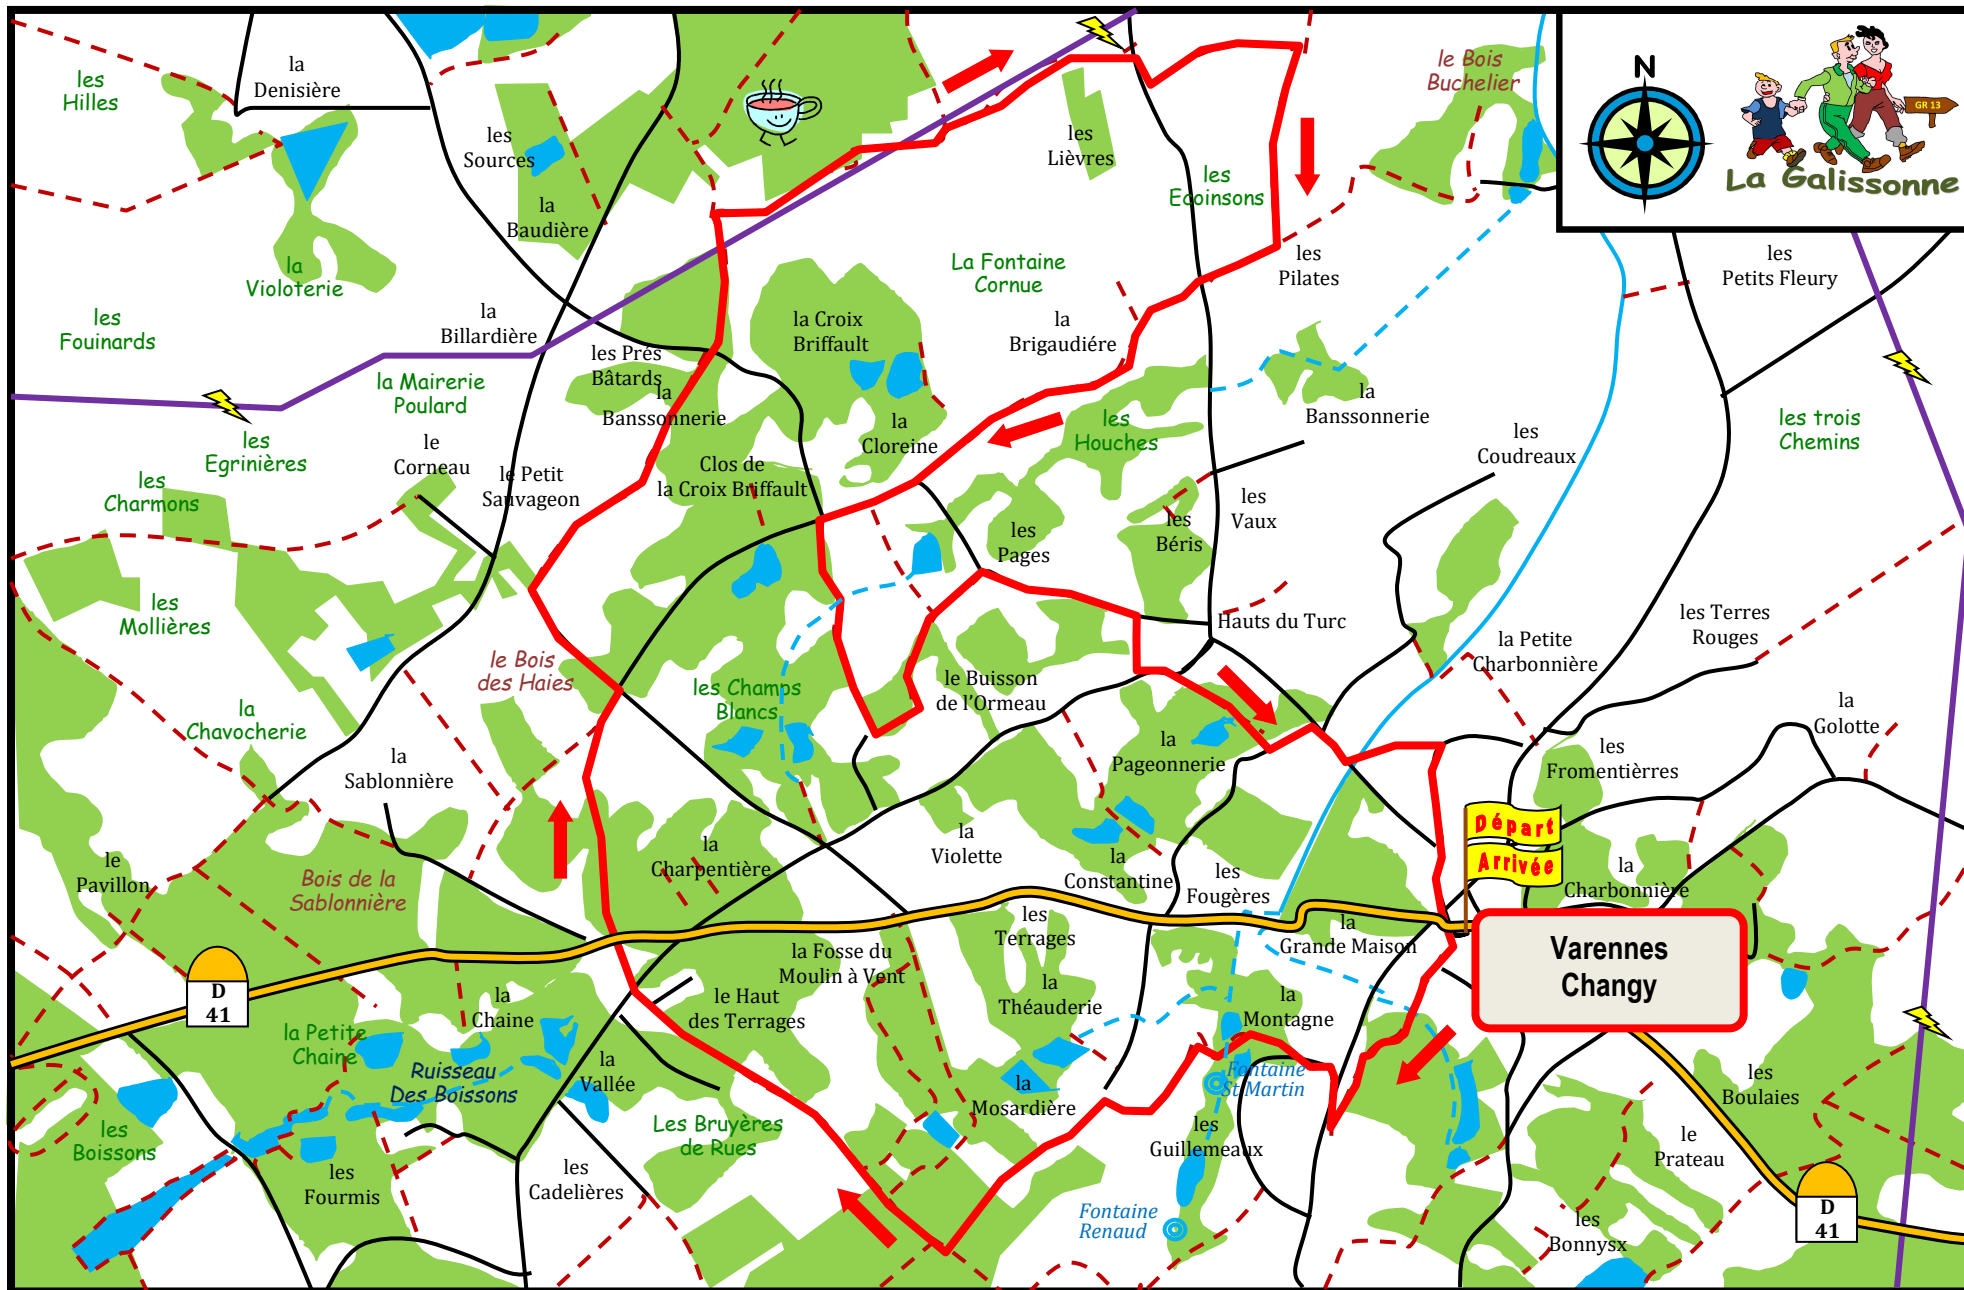 les
Hilles
la
Denisière
les
Sources
la
Baudière
les
Lièvres
les
Ecoinsons
le Bois
Buchelier
N
GR 13
La Galissonne
la
Violoterie
les
Fouinards
la
Billardière
les Prés
Bâtards
la
Banssonnerie
la Croix
Briffault
La Fontaine
Cornue
la
Brigaudiére
les
Pilates
les
Petits Fleury
la Mairerie
Poulard
les
Egrinières
les
Charmons
le
Corneau
le Petit
Sauvageon
Clos de
la Croix Briffault
la
Cloreine
les
Houches
la
Banssonnerie
les
Coudreaux
les trois
Chemins
les
Pages
les
Béris
les
Vaux
les
Mollières
Hauts du Turc
la Petite
Charbonnière
les Terres
Rouges
le Bois
des Haies
les Champs
Blancs
le Buisson
de l'Ormeau
la
Chavocherie
la
Sablonnière
la
Pageonnerie
les
Fromentièrres
la
Golotte
le
Pavillon
Bois de la
Sablonnière
la
Charpentière
la
Violette
la
Constantine
les
Fougères
Départ
Arrivée
la
Charbonnière
la Fosse du
Moulin à Vent
les
Terrages
la
Grande Maison
Varennes
Changy
D
41
la
Chaine
le Haut
des Terrages
la
Théauderie
la
Montagne
la Petite
Chaine
Ruisseau
Des Boissons
la
Vallée
la
Mosardière
Fontaine
St Martin
les
Boulaies
les
Boissons
Les Bruyères
de Rues
les
Guillemeaux
le
Prateau
les
Fourmis
les
Cadelières
Fontaine
Renaud
les
Bonnysx
D
41